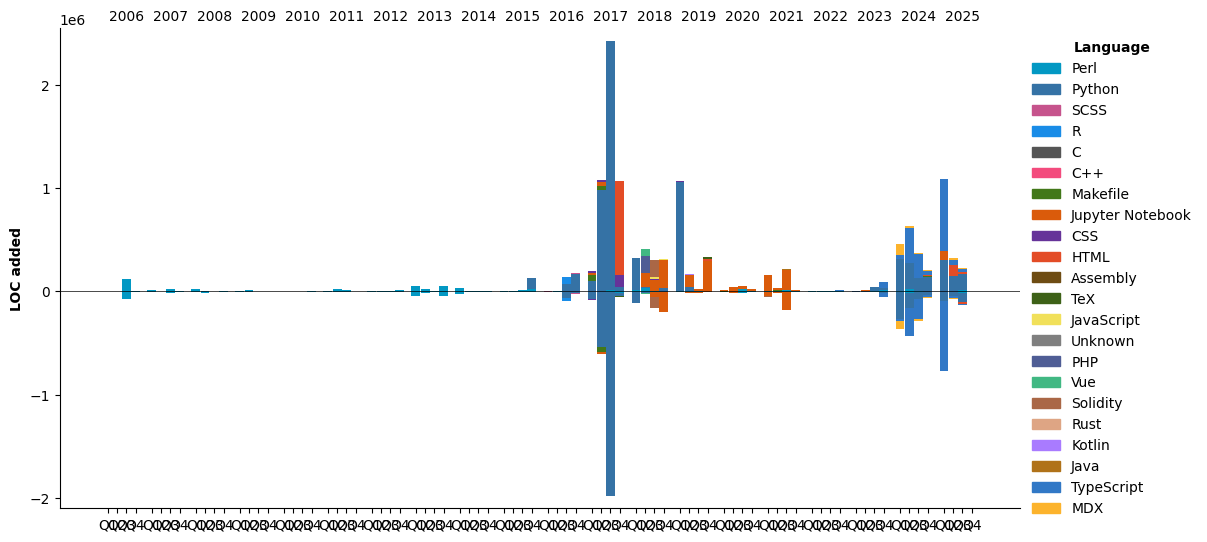 2006 2007 2008 2009 2010 2011 2012 2013 2014 2015 2016 2017 2018 2019 2020 2021 2022 2023 2024 2025
1e6
Language
Perl
Python
SCSS
R
C
C++
Makefile
Jupyter Notebook
CSS
HTML
Assembly
TeX
JavaScript
Unknown
PHP
Vue
Solidity
Rust
Kotlin
Java
TypeScript
MDX
LOC added
2
1
0
−1
−2